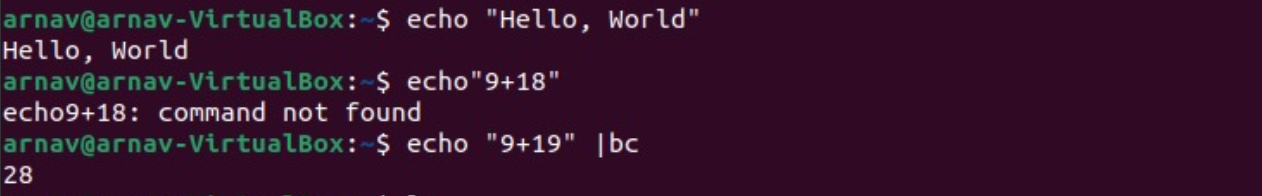 arnav@arnav-VirtualBox:~$ echo "Hello, World"
Hello, World
arnav@arnav-VirtualBox:~$ echo"9+18"
echo9+18: command not found
arnav@arnav-VirtualBox:~$ echo "9+19" |bc
28